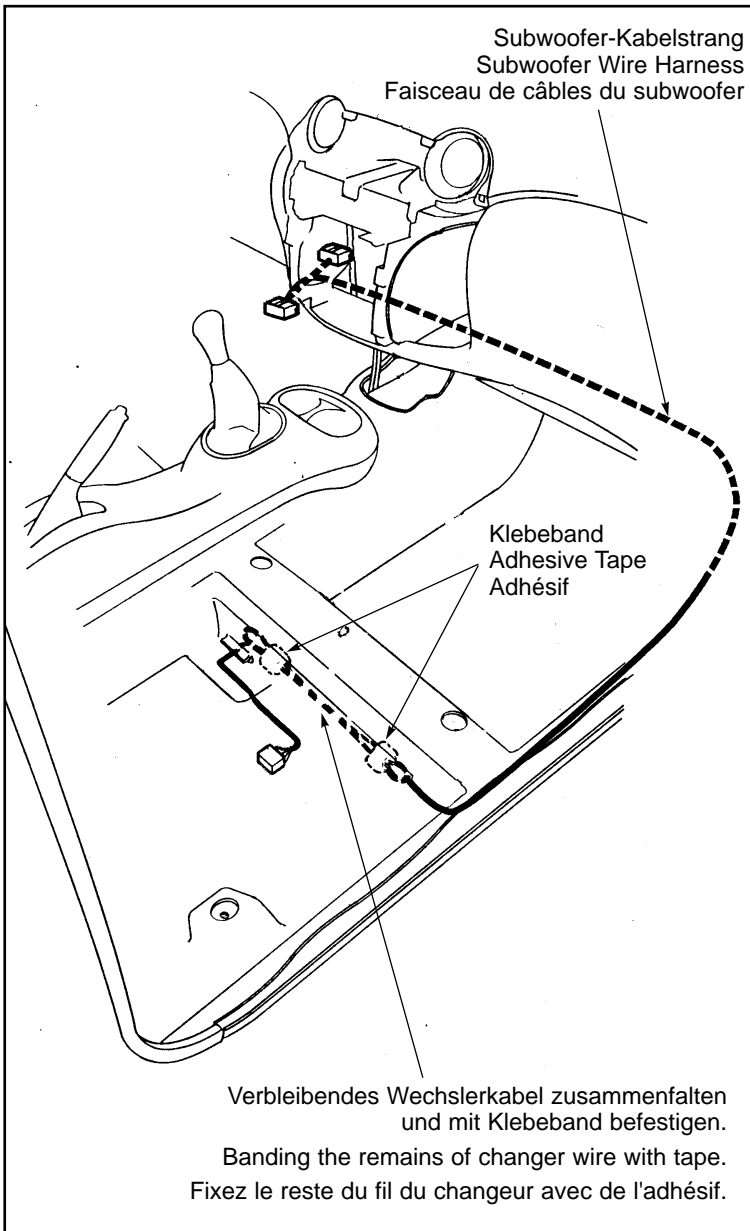 Subwoofer-Kabelstrang
Subwoofer Wire Harness
Faisceau de câbles du subwoofer
Klebeband
Adhesive Tape
Adhésif
Verbleibendes Wechslerkabel zusammenfalten
und mit Klebeband befestigen.
Banding the remains of changer wire with tape.
Fixez le reste du fil du changeur avec de l'adhésif.